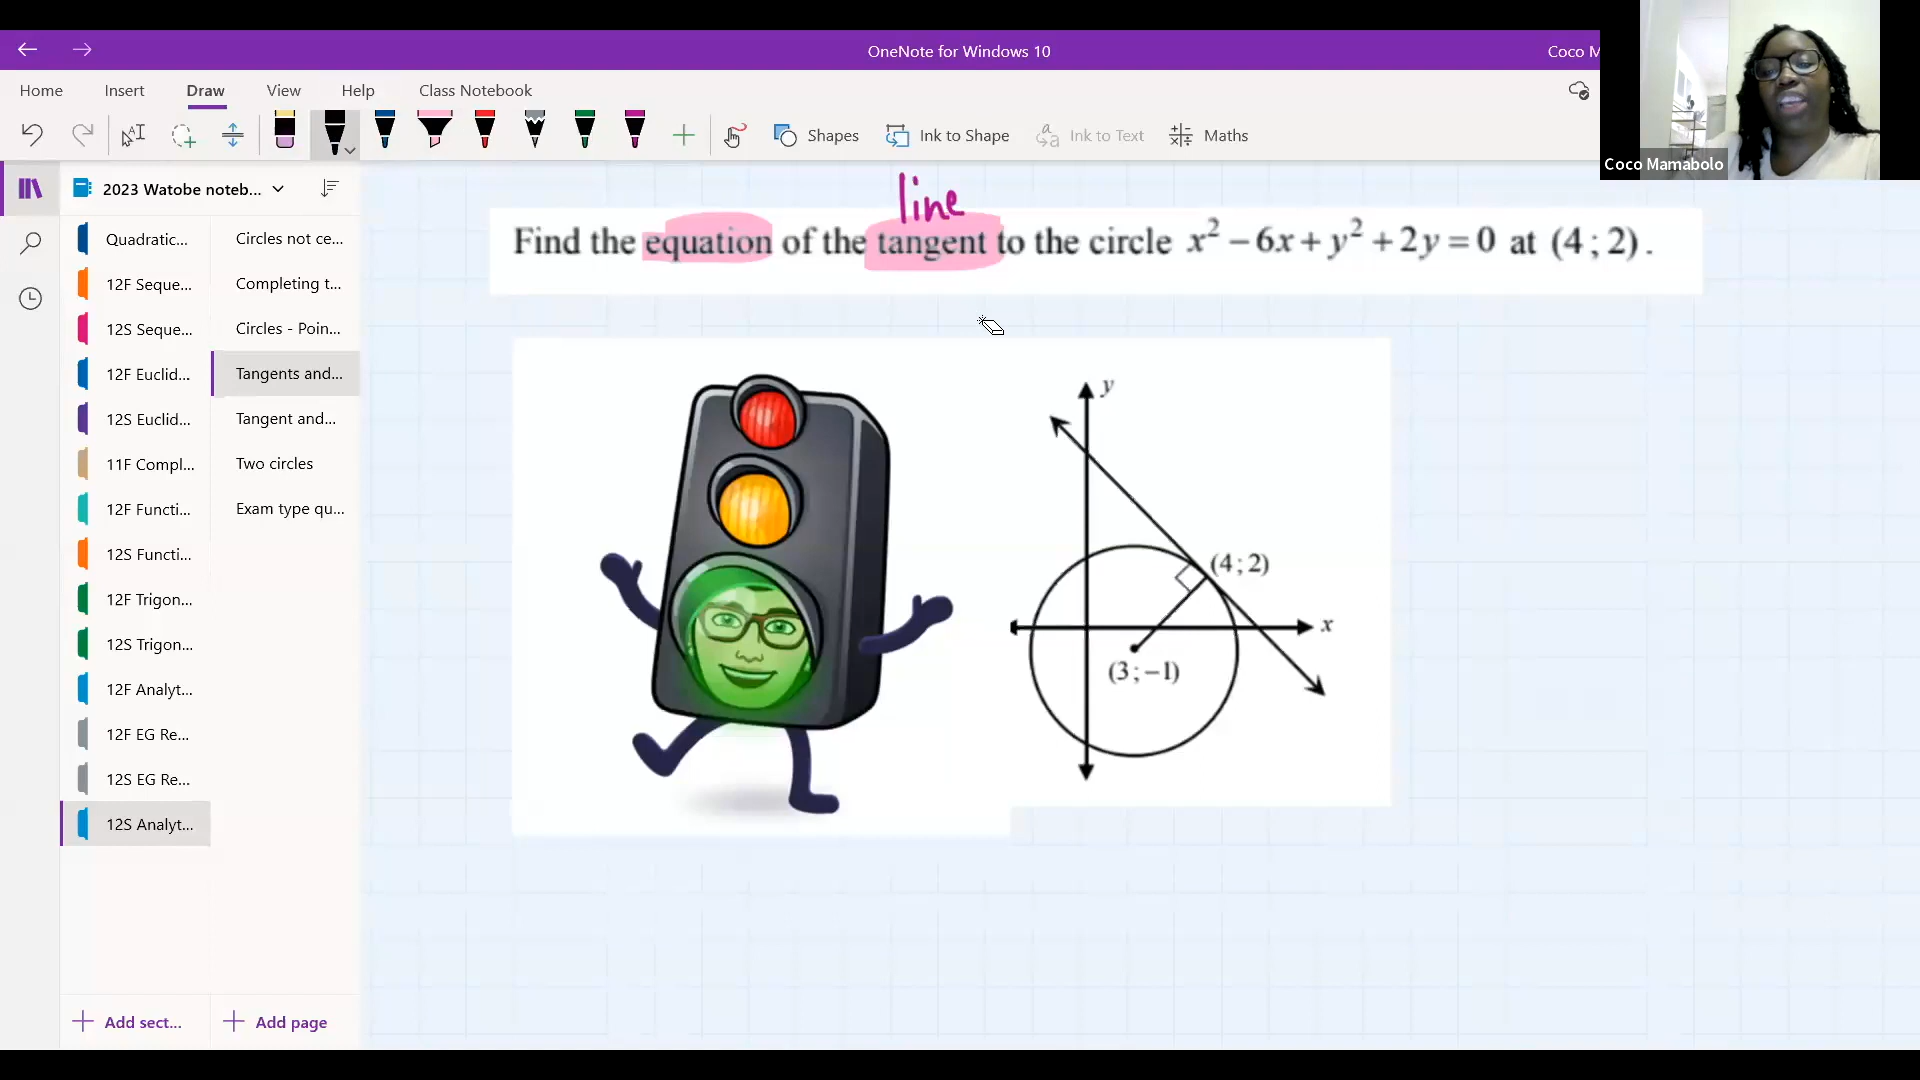 OneNote for Windows 10
Coco M
Home Insert Draw View Help Class Notebook
Shapes Ink to Shape Ink to Text Maths
Coco Mamabolo
2023 Watobe noteb...
Quadratic...
12F Seque...
12S Seque...
12F Euclid...
12S Euclid...
11F Compl...
12F Functi...
12S Functi...
12F Trigon...
12S Trigon...
12F Analyt...
12F EG Re...
12S EG Re...
12S Analyt...
Add sect...
Circles not ce...
Completing t...
Circles - Poin...
Tangents and...
Tangent and...
Two circles
Exam type qu...
Add page
line
Find the equation of the tangent to the circle x² − 6x + y² + 2y = 0 at (4 ; 2) .
y
(4 ; 2)
x
(3 ; −1)